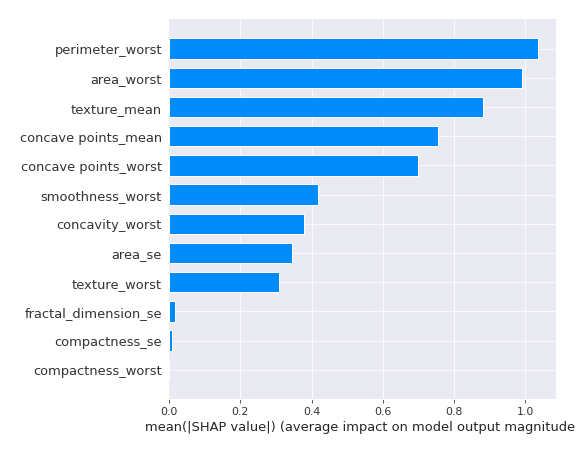 perimeter_worst
area_worst
texture_mean
concave points_mean
concave points_worst
smoothness_worst
concavity_worst
area_se
texture_worst
fractal_dimension_se
compactness_se
compactness_worst
0.0 0.2 0.4 0.6 0.8 1.0
mean(|SHAP value|) (average impact on model output magnitude